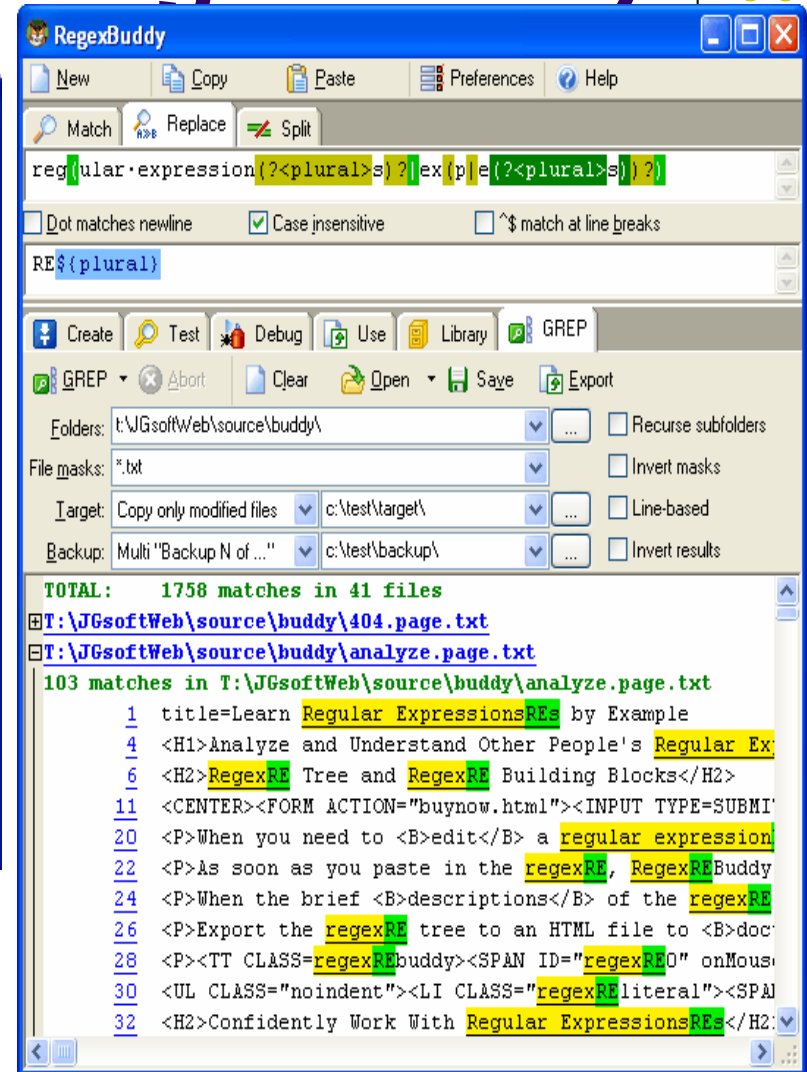 RegexBuddy
New Copy Paste Preferences Help
Match Replace Split
reg(ular·expression(?<plural>s)?|ex(p|e(?<plural>s))?)
Dot matches newline Case insensitive ^$ match at line breaks
RE${plural}
Create Test Debug Use Library GREP
GREP Abort Clear Open Save Export
Folders: t:\JGsoftWeb\source\buddy\ ... Recurse subfolders
File masks: *.txt Invert masks
Target: Copy only modified files c:\test\target\ ... Line-based
Backup: Multi "Backup N of ..." c:\test\backup\ ... Invert results
TOTAL: 1758 matches in 41 files
T:\JGsoftWeb\source\buddy\404.page.txt
T:\JGsoftWeb\source\buddy\analyze.page.txt
103 matches in T:\JGsoftWeb\source\buddy\analyze.page.txt
1 title=Learn Regular ExpressionsREs by Example
4 <H1>Analyze and Understand Other People's Regular Ex
6 <H2>RegexRE Tree and RegexRE Building Blocks</H2>
11 <CENTER><FORM ACTION="buynow.html"><INPUT TYPE=SUBMI
20 <P>When you need to <B>edit</B> a regular expression
22 <P>As soon as you paste in the regexRE, RegexREBuddy
24 <P>When the brief <B>descriptions</B> of the regexRE
26 <P>Export the regexRE tree to an HTML file to <B>doc
28 <P><TT CLASS=regexREbuddy><SPAN ID="regexRE0" onMous
30 <UL CLASS="noindent"><LI CLASS="regexREliteral"><SPA
32 <H2>Confidently Work With Regular ExpressionsREs</H2